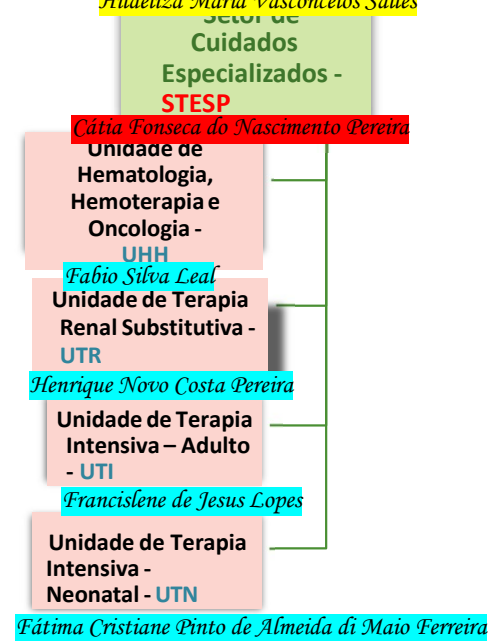 Hildeliza Maria Vasconcelos Salles
Setor de
Cuidados
Especializados -
STESP
Cátia Fonseca do Nascimento Pereira
Unidade de
Hematologia,
Hemoterapia e
Oncologia -
UHH
Fabio Silva Leal
Unidade de Terapia
Renal Substitutiva -
UTR
Henrique Novo Costa Pereira
Unidade de Terapia
Intensiva – Adulto
- UTI
Francislene de Jesus Lopes
Unidade de Terapia
Intensiva -
Neonatal - UTN
Fátima Cristiane Pinto de Almeida di Maio Ferreira